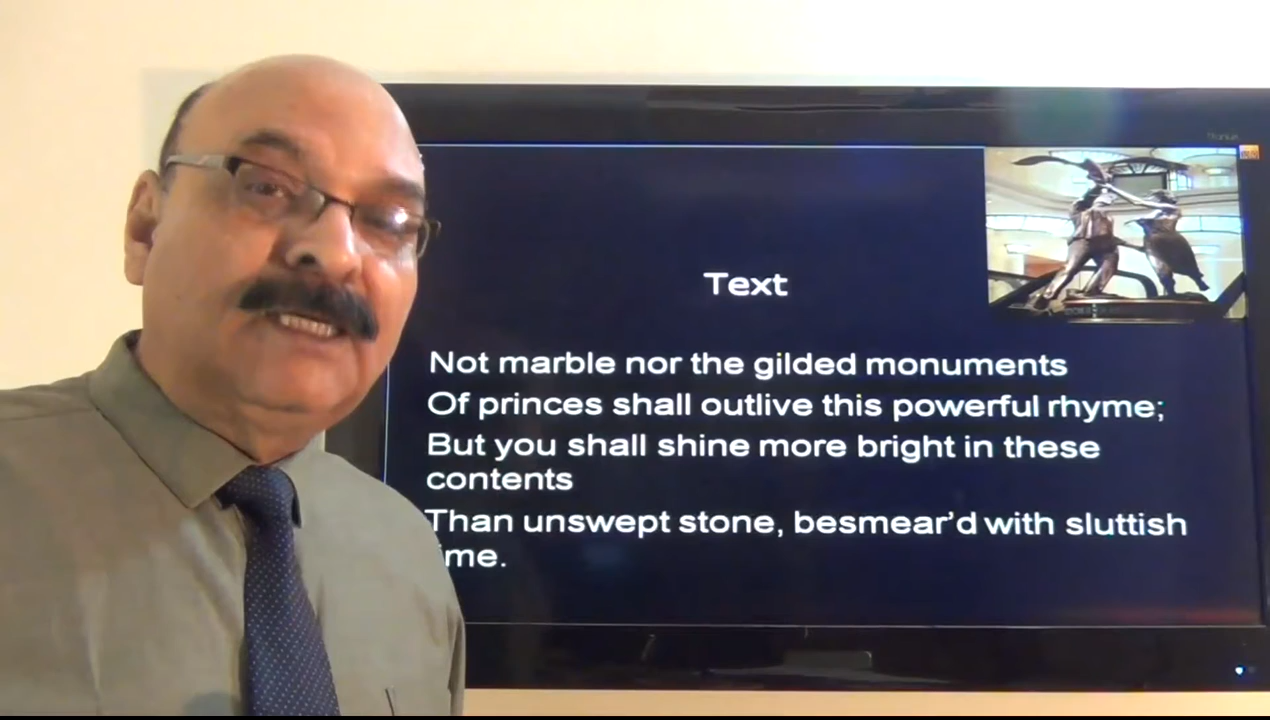 Text
Not marble nor the gilded monuments
Of princes shall outlive this powerful rhyme;
But you shall shine more bright in these
contents
Than unswept stone, besmear’d with sluttish